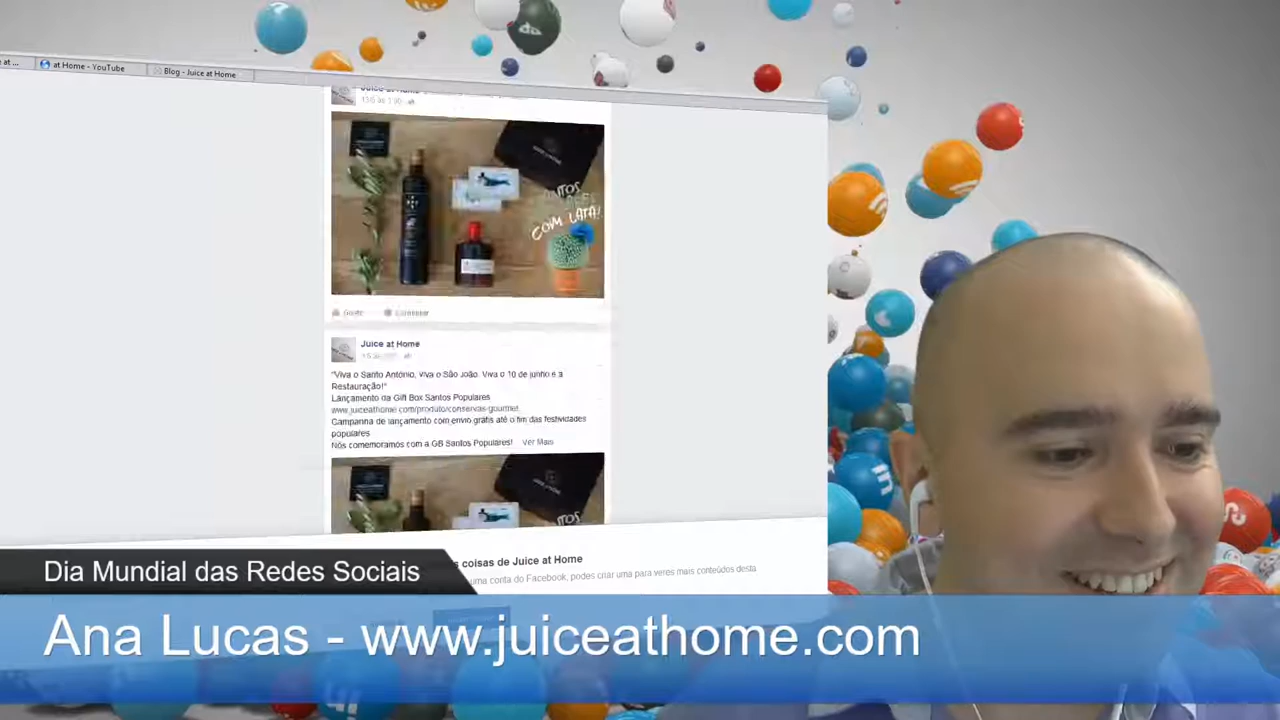 at Home - YouTube
Blog - Juice at Home
Juice at Home
COM LATA!
Gosto Comentar
Juice at Home
"Viva o Santo António, viva o São João. Viva o 10 de junho e a
Restauração!"
Lançamento da Gift Box Santos Populares
www.juiceathome.com/produto/conservas-gourmet
Campanha de lançamento com envio grátis até o fim das festividades
populares
Nós comemoramos com a GB Santos Populares! Ver Mais
coisas de Juice at Home
uma conta do Facebook, podes criar uma para veres mais conteúdos desta
Dia Mundial das Redes Sociais
Ana Lucas - www.juiceathome.com